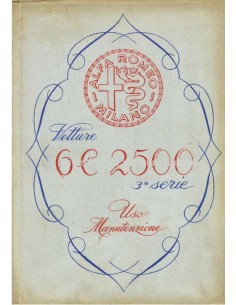 ALFA ROMEO
MILANO
Vetture
6C 2500
3ª serie
Uso
Manutenzione